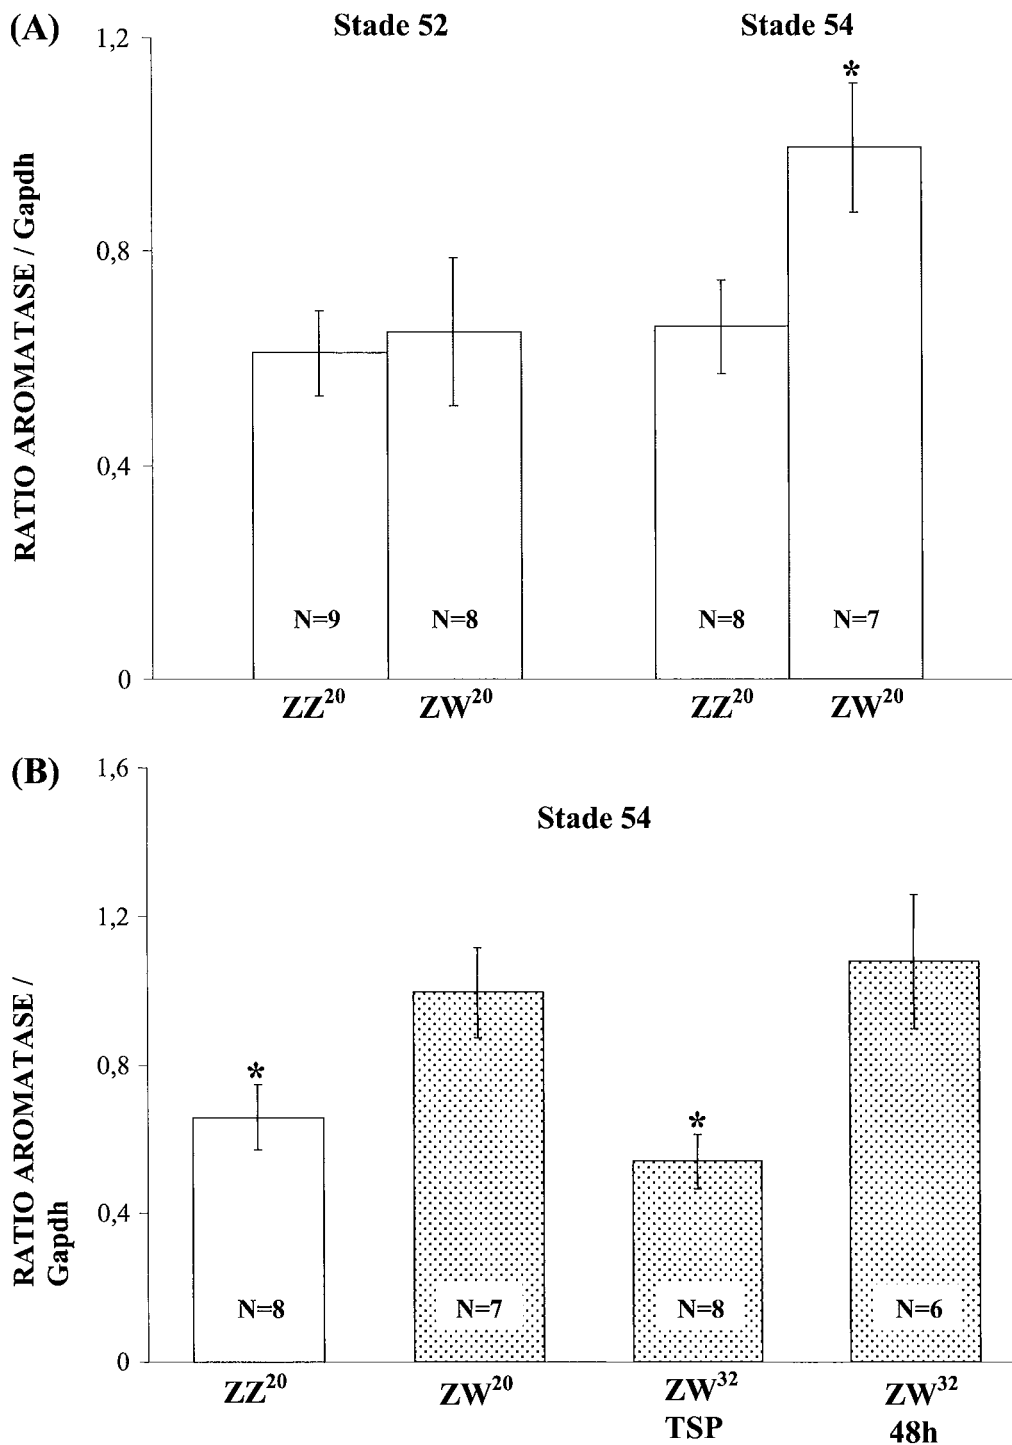 (A)
Stade 52
Stade 54
1,2
0,8
0,4
0
RATIO AROMATASE / Gapdh
*
N=9
N=8
N=8
N=7
ZZ²⁰
ZW²⁰
ZZ²⁰
ZW²⁰
(B)
Stade 54
1,6
1,2
0,8
0,4
0
RATIO AROMATASE /
Gapdh
*
*
N=8
N=7
N=8
N=6
ZZ²⁰
ZW²⁰
ZW³²
TSP
ZW³²
48h